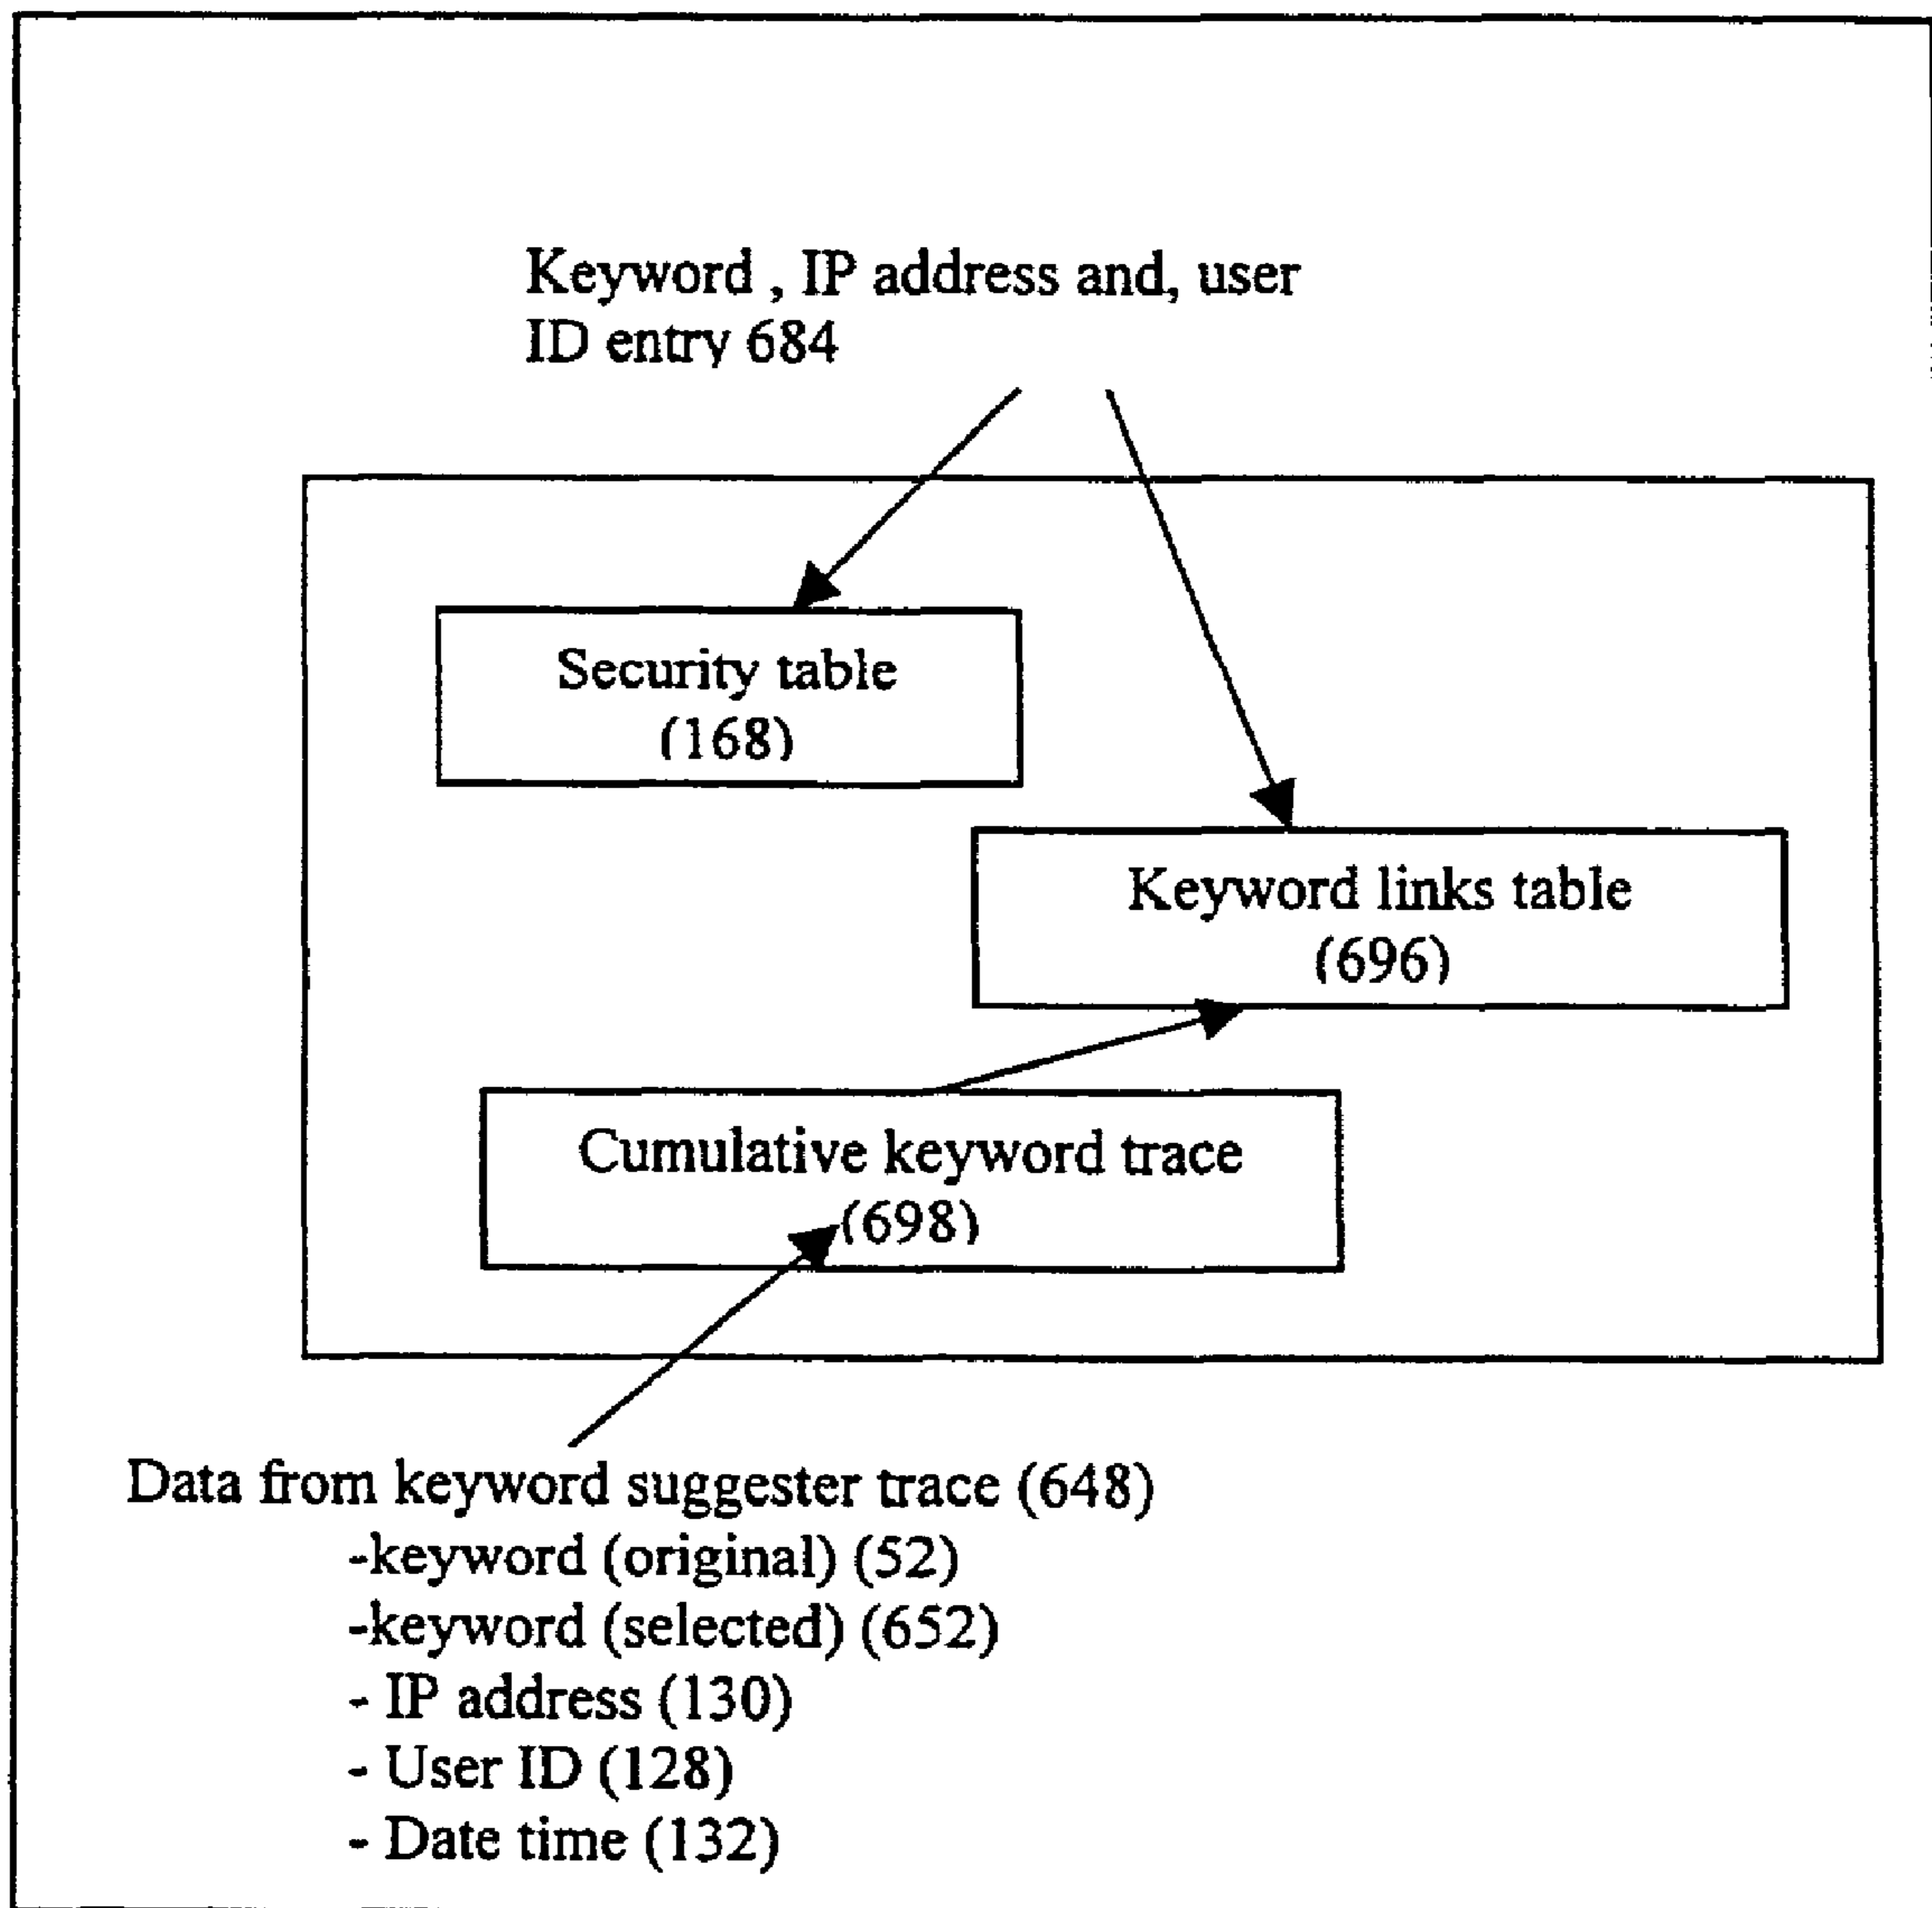 Keyword , IP address and, user
ID entry 684
Security table
(168)
Keyword links table
(696)
Cumulative keyword trace
(698)
Data from keyword suggester trace (648)
-keyword (original) (52)
-keyword (selected) (652)
- IP address (130)
- User ID (128)
- Date time (132)